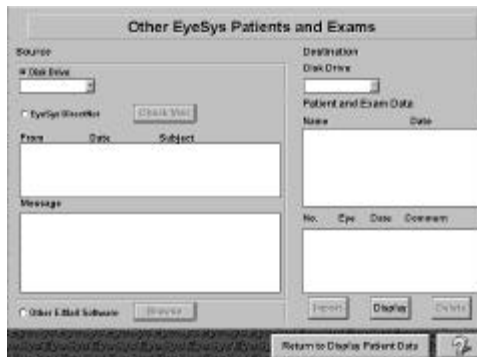 Other EyeSys Patients and Exams
Source
Disk Drive
EyeSys DirectNet
Check Mail
From Date Subject
Message
Other E-Mail Software
Browse
Destination
Disk Drive
Patient and Exam Data
Name Date
No. Eye Date Comment
Import Display Delete
Return to Display Patient Data